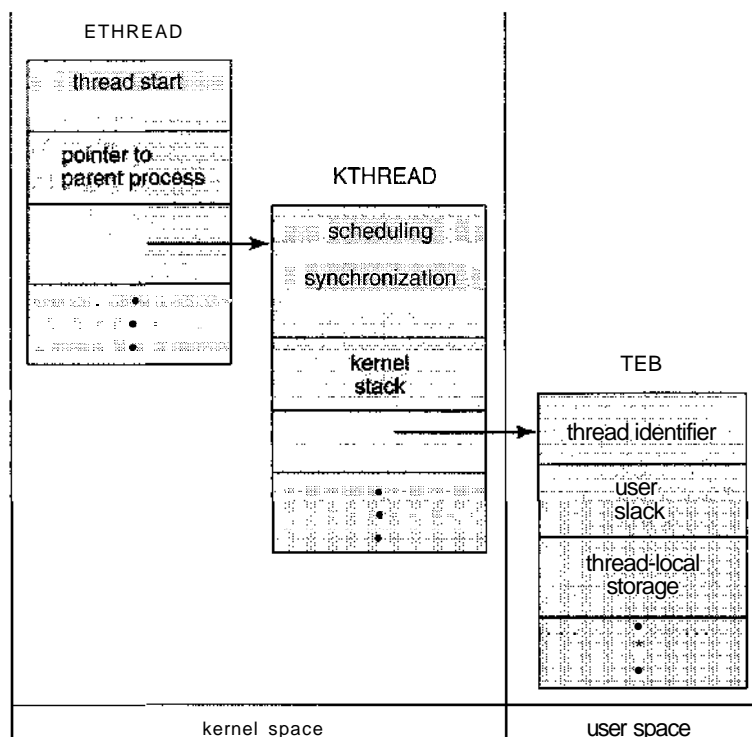 ETHREAD
thread start
pointer to
parent process
KTHREAD
scheduling
synchronization
kernel
stack
TEB
thread identifier
user
slack
thread-local
storage
kernel space
user space